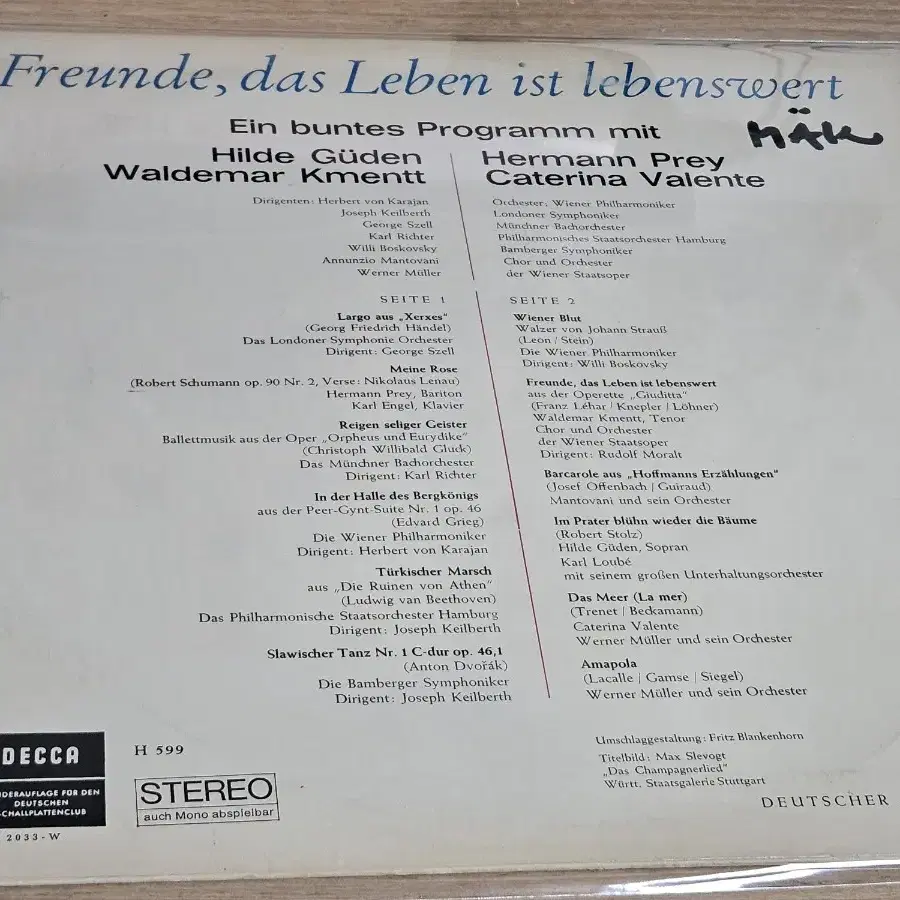 Freunde, das Leben ist lebenswert
Ein buntes Programm mit
MÄK
Hilde Güden
Waldemar Kmentt
Hermann Prey
Caterina Valente
Dirigenten: Herbert von Karajan
Joseph Keilberth
George Szell
Karl Richter
Willi Boskovsky
Annunzio Mantovani
Werner Müller
Orchester: Wiener Philharmoniker
Londoner Symphoniker
Münchner Bachorchester
Philharmonisches Staatsorchester Hamburg
Bamberger Symphoniker
Chor und Orchester
der Wiener Staatsoper
SEITE 1
Largo aus „Xerxes"
(Georg Friedrich Händel)
Das Londoner Symphonie Orchester
Dirigent: George Szell
Meine Rose
(Robert Schumann op. 90 Nr. 2, Verse: Nikolaus Lenau)
Hermann Prey, Bariton
Karl Engel, Klavier
Reigen seliger Geister
Ballettmusik aus der Oper „Orpheus und Eurydike"
(Christoph Willibald Gluck)
Das Münchner Bachorchester
Dirigent: Karl Richter
In der Halle des Bergkönigs
aus der Peer-Gynt-Suite Nr. 1 op. 46
(Edvard Grieg)
Die Wiener Philharmoniker
Dirigent: Herbert von Karajan
Türkischer Marsch
aus „Die Ruinen von Athen"
(Ludwig van Beethoven)
Das Philharmonische Staatsorchester Hamburg
Dirigent: Joseph Keilberth
Slawischer Tanz Nr. 1 C-dur op. 46,1
(Anton Dvořák)
Die Bamberger Symphoniker
Dirigent: Joseph Keilberth
SEITE 2
Wiener Blut
Walzer von Johann Strauß
(Leon / Stein)
Die Wiener Philharmoniker
Dirigent: Willi Boskovsky
Freunde, das Leben ist lebenswert
aus der Operette „Giuditta"
(Franz Léhar / Knepler / Löhner)
Waldemar Kmentt, Tenor
Chor und Orchester
der Wiener Staatsoper
Dirigent: Rudolf Moralt
Barcarole aus „Hoffmanns Erzählungen"
(Josef Offenbach / Guiraud)
Mantovani und sein Orchester
Im Prater blühn wieder die Bäume
(Robert Stolz)
Hilde Güden, Sopran
Karl Loubé
mit seinem großen Unterhaltungsorchester
Das Meer (La mer)
(Trenet / Beckamann)
Caterina Valente
Werner Müller und sein Orchester
Amapola
(Lacalle / Gamse / Siegel)
Werner Müller und sein Orchester
DECCA
DERAUFLAGE FÜR DEN
DEUTSCHEN
CHALLPLATTENCLUB
2033-W
H 599
STEREO
auch Mono abspielbar
Umschlaggestaltung: Fritz Blankenhorn
Titelbild: Max Slevogt
„Das Champagnerlied"
Württ. Staatsgalerie Stuttgart
DEUTSCHER